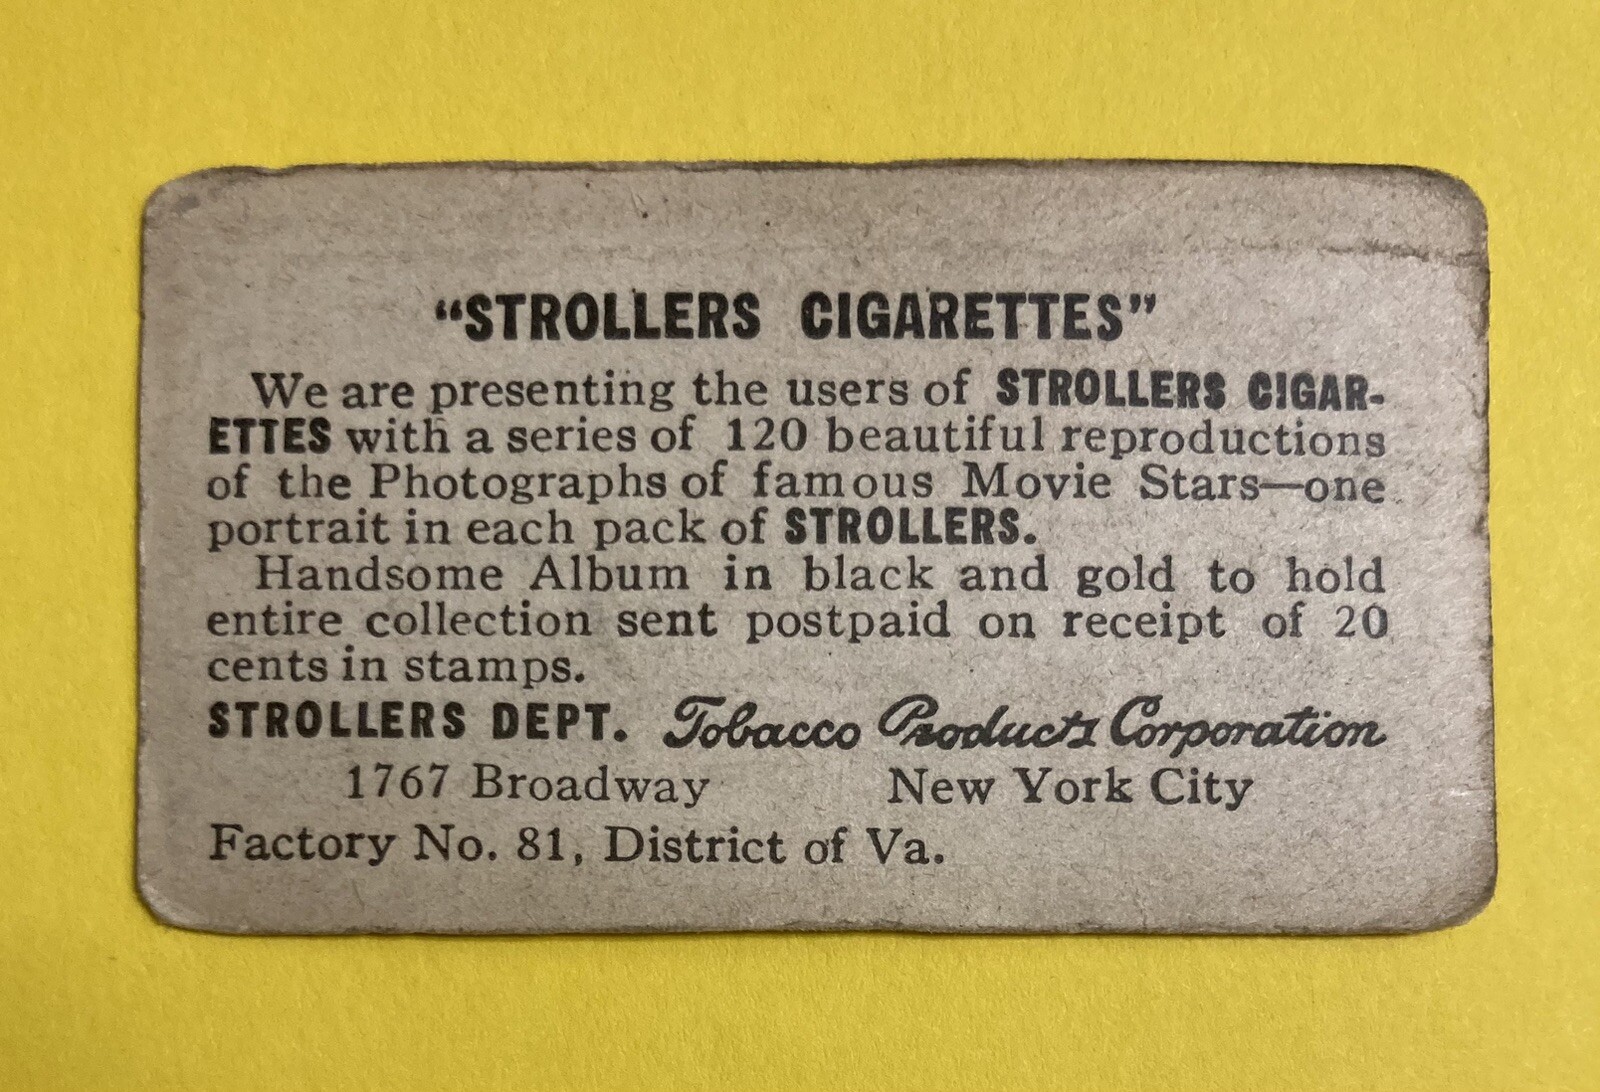 “STROLLERS CIGARETTES”
We are presenting the users of STROLLERS CIGAR-
ETTES with a series of 120 beautiful reproductions
of the Photographs of famous Movie Stars—one
portrait in each pack of STROLLERS.
Handsome Album in black and gold to hold
entire collection sent postpaid on receipt of 20
cents in stamps.
STROLLERS DEPT. Tobacco Products Corporation
1767 Broadway New York City
Factory No. 81, District of Va.